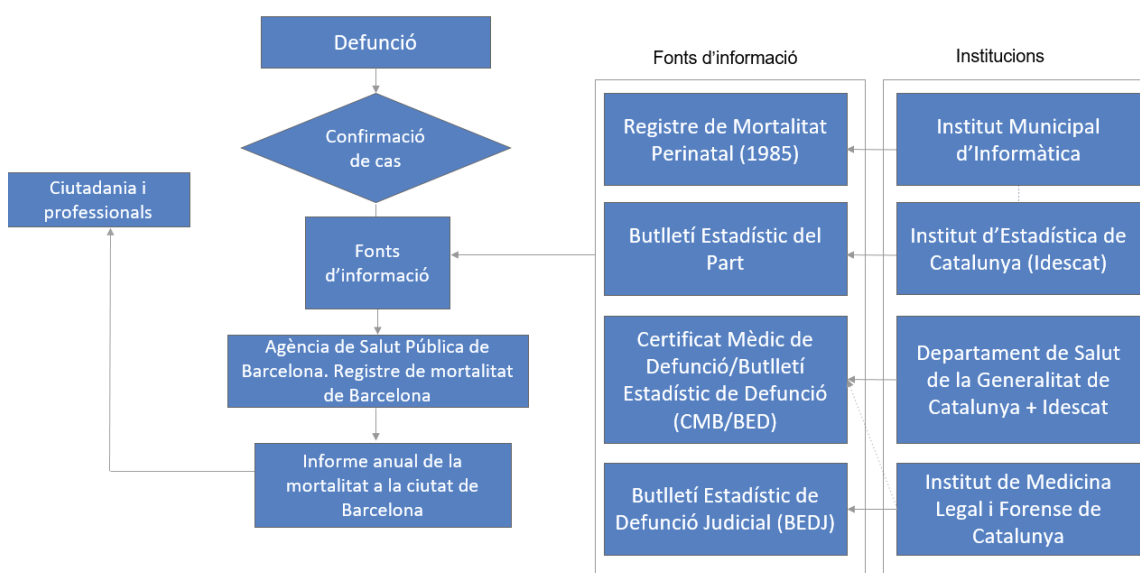 Defunció
Confirmació
de cas
Ciutadania i
professionals
Fonts
d'informació
Agència de Salut Pública de
Barcelona. Registre de mortalitat
de Barcelona
Informe anual de la
mortalitat a la ciutat de
Barcelona
Fonts d'informació
Registre de Mortalitat
Perinatal (1985)
Butlletí Estadístic del
Part
Certificat Mèdic de
Defunció/Butlletí
Estadístic de Defunció
(CMB/BED)
Butlletí Estadístic de
Defunció Judicial (BEDJ)
Institucions
Institut Municipal
d'Informàtica
Institut d'Estadística de
Catalunya (Idescat)
Departament de Salut
de la Generalitat de
Catalunya + Idescat
Institut de Medicina
Legal i Forense de
Catalunya